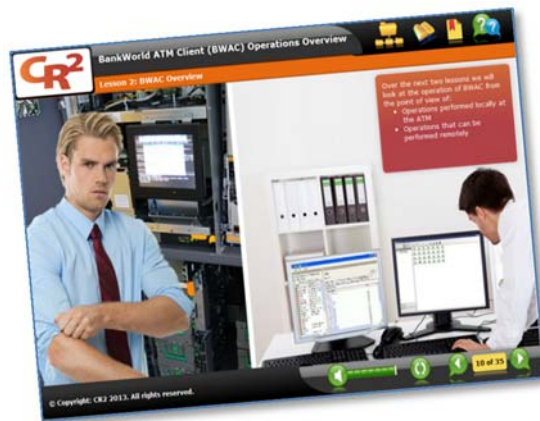 CR2
BankWorld ATM Client (BWAC) Operations Overview
Lesson 2: BWAC Overview
Over the next two lessons we will
look at the operation of BWAC from
the point of view of:
• Operations performed locally at
the ATM
• Operations that can be
performed remotely
© Copyright: CR2 2013. All rights reserved.
10 of 35